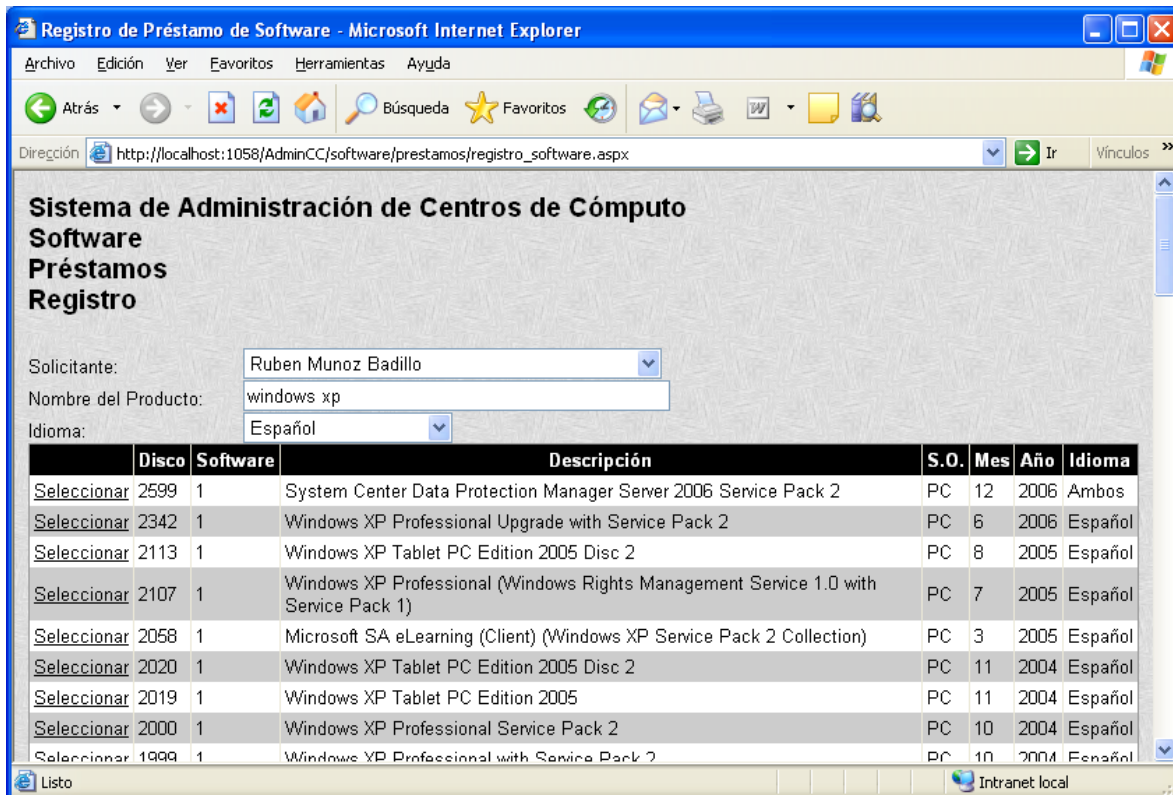 Registro de Préstamo de Software - Microsoft Internet Explorer
Archivo Edición Ver Favoritos Herramientas Ayuda
Atrás Búsqueda Favoritos
Dirección http://localhost:1058/AdminCC/software/prestamos/registro_software.aspx Ir Vínculos »
Sistema de Administración de Centros de Cómputo
Software
Préstamos
Registro
Solicitante: Ruben Munoz Badillo
Nombre del Producto: windows xp
Idioma: Español
Disco Software Descripción S.O. Mes Año Idioma
Seleccionar 2599 1 System Center Data Protection Manager Server 2006 Service Pack 2 PC 12 2006 Ambos
Seleccionar 2342 1 Windows XP Professional Upgrade with Service Pack 2 PC 6 2006 Español
Seleccionar 2113 1 Windows XP Tablet PC Edition 2005 Disc 2 PC 8 2005 Español
Seleccionar 2107 1 Windows XP Professional (Windows Rights Management Service 1.0 with
Service Pack 1) PC 7 2005 Español
Seleccionar 2058 1 Microsoft SA eLearning (Client) (Windows XP Service Pack 2 Collection) PC 3 2005 Español
Seleccionar 2020 1 Windows XP Tablet PC Edition 2005 Disc 2 PC 11 2004 Español
Seleccionar 2019 1 Windows XP Tablet PC Edition 2005 PC 11 2004 Español
Seleccionar 2000 1 Windows XP Professional Service Pack 2 PC 10 2004 Español
Seleccionar 1999 1 Windows XP Professional with Service Pack 2 PC 10 2004 Español
Listo Intranet local